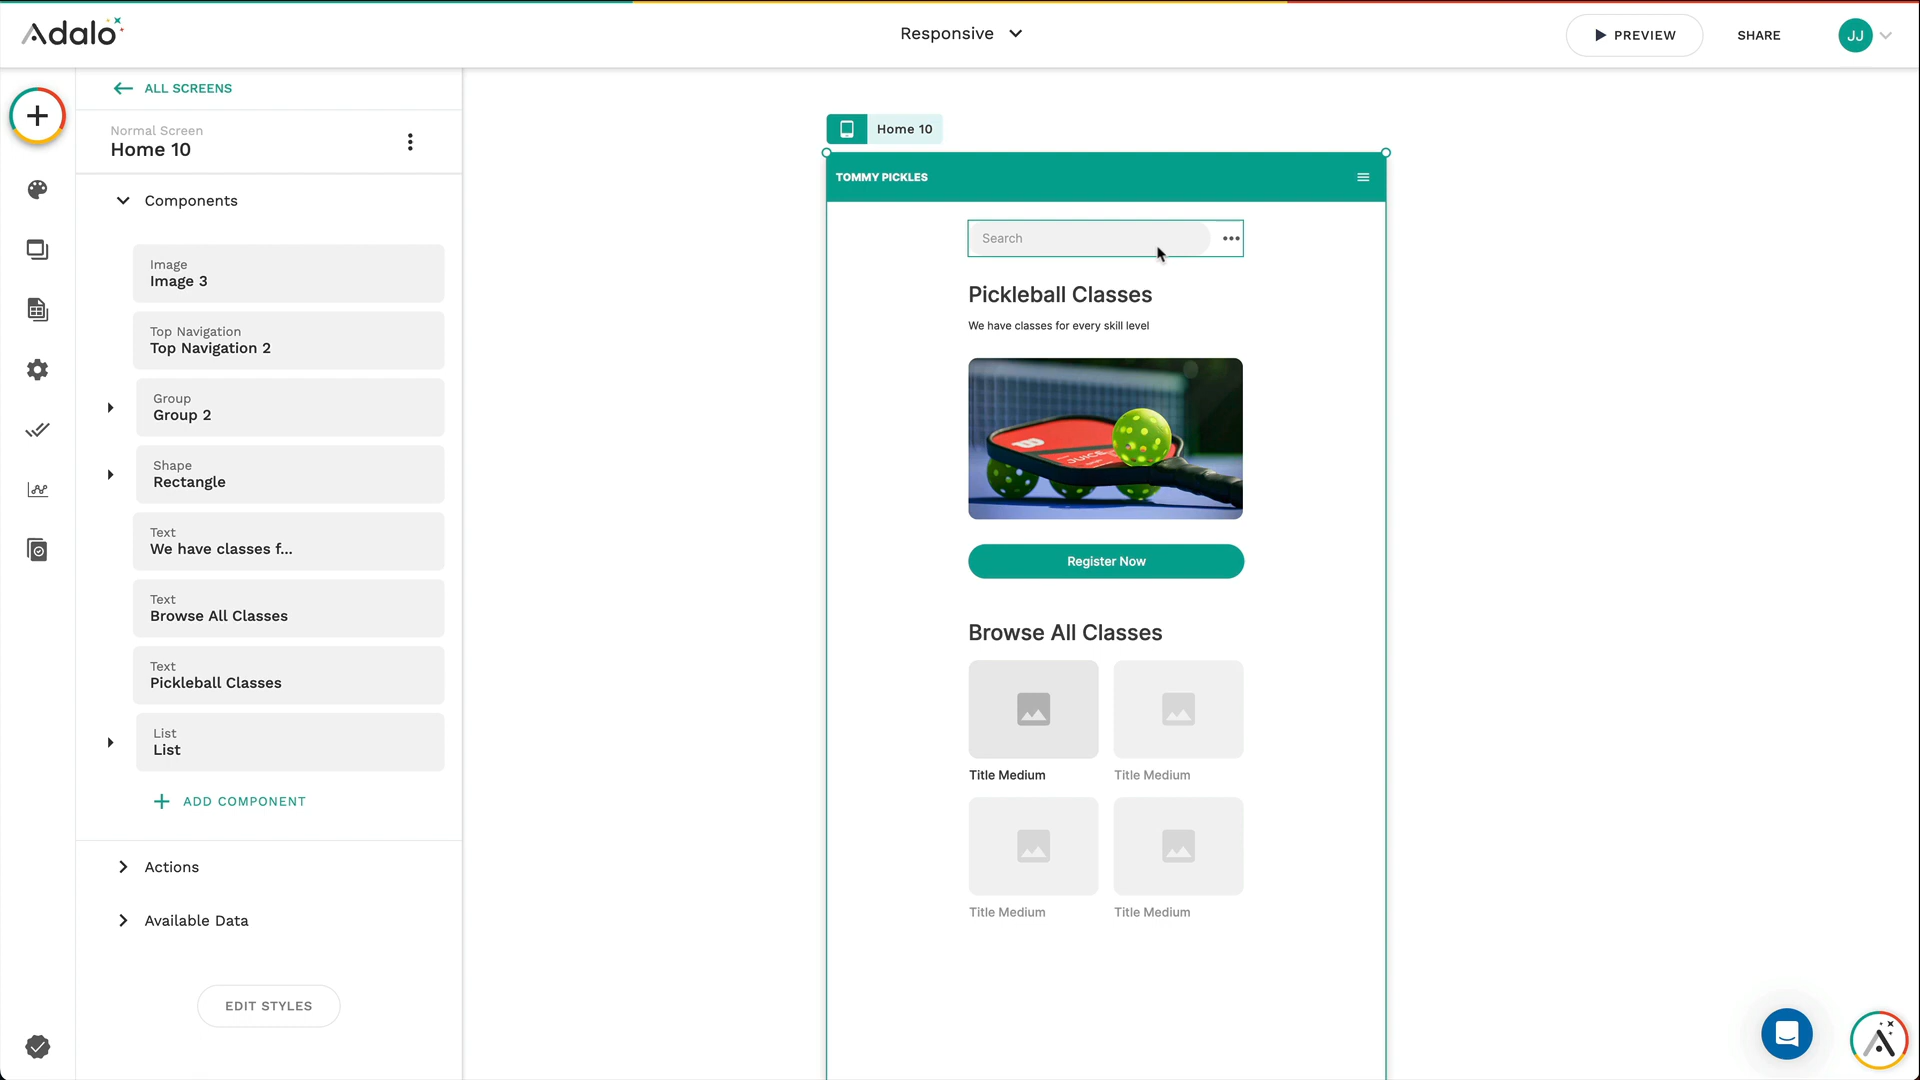 Adalo
Responsive
PREVIEW
SHARE
JJ
ALL SCREENS
Normal Screen
Home 10
Components
Image
Image 3
Top Navigation
Top Navigation 2
Group
Group 2
Shape
Rectangle
Text
We have classes f...
Text
Browse All Classes
Text
Pickleball Classes
List
List
ADD COMPONENT
Actions
Available Data
EDIT STYLES
Home 10
TOMMY PICKLES
Search
Pickleball Classes
We have classes for every skill level
JUICE
Register Now
Browse All Classes
Title Medium
Title Medium
Title Medium
Title Medium